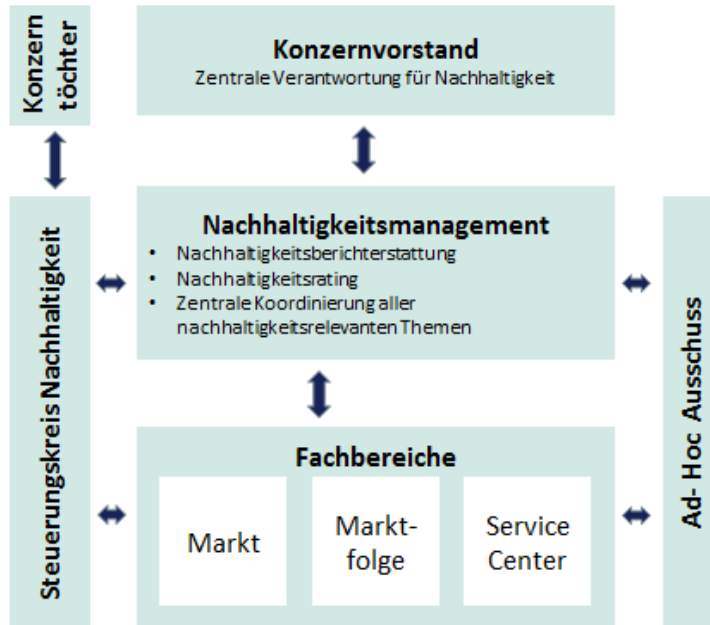 Konzern
töchter
Konzernvorstand
Zentrale Verantwortung für Nachhaltigkeit
Steuerungskreis Nachhaltigkeit
Nachhaltigkeitsmanagement
• Nachhaltigkeitsberichterstattung
• Nachhaltigkeitsrating
• Zentrale Koordinierung aller
nachhaltigkeitsrelevanten Themen
Ad- Hoc Ausschuss
Fachbereiche
Markt
Markt-
folge
Service
Center